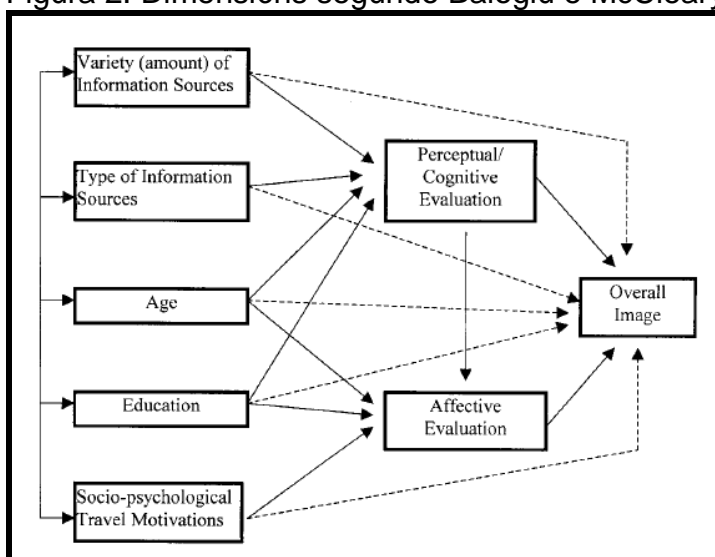 Figura 2. Dimensions segundo Baloglu e McCleary
Variety (amount) of
Information Sources
Type of Information
Sources
Age
Education
Socio-psychological
Travel Motivations
Perceptual/
Cognitive
Evaluation
Affective
Evaluation
Overall
Image